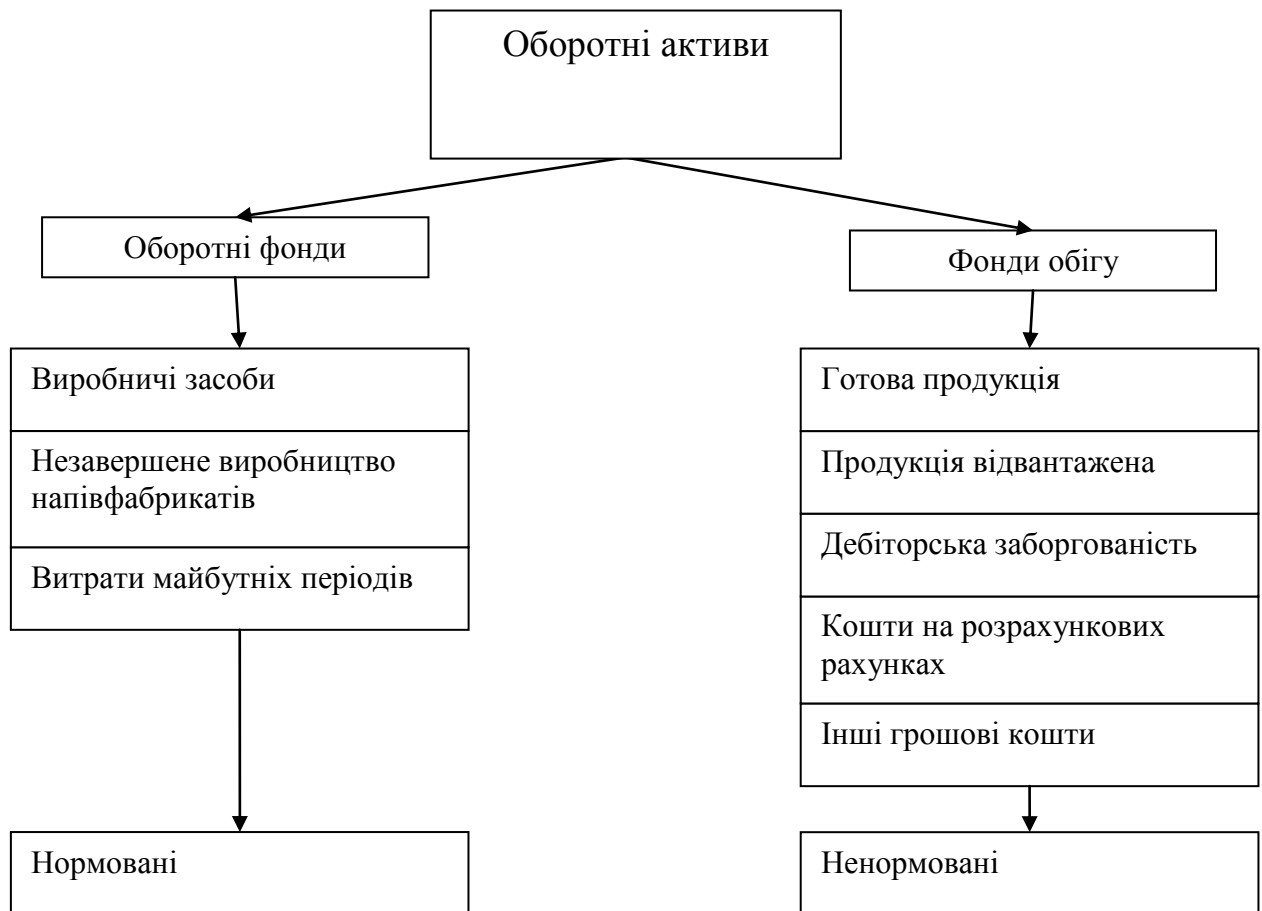 Оборотні активи
Оборотні фонди
Фонди обігу
Виробничі засоби
Незавершене виробництво
напівфабрикатів
Витрати майбутніх періодів
Нормовані
Готова продукція
Продукція відвантажена
Дебіторська заборгованість
Кошти на розрахункових
рахунках
Інші грошові кошти
Ненормовані